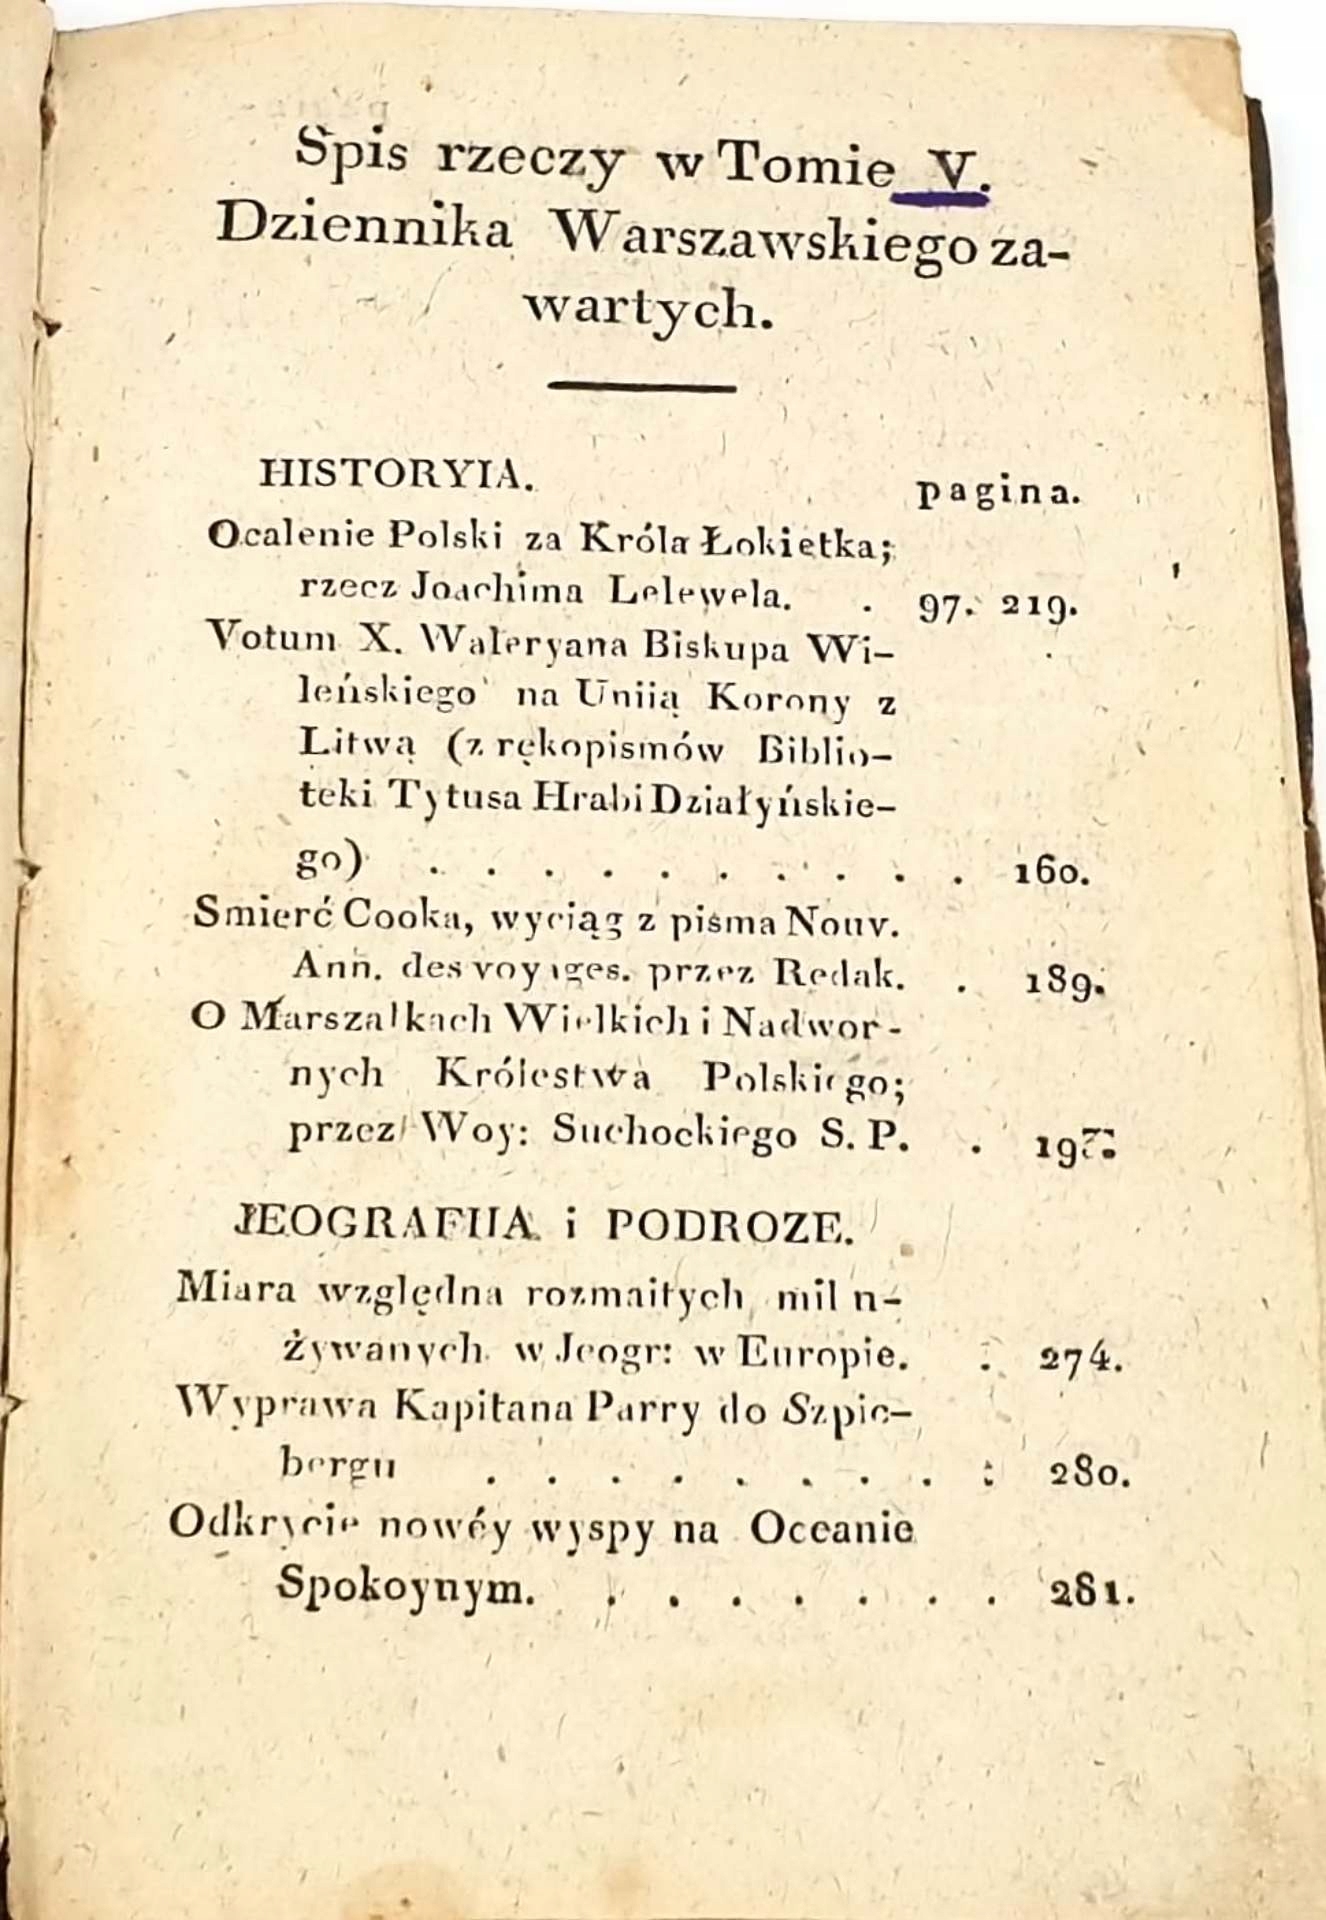 Spis rzeczy w Tomie V.
Dziennika Warszawskiego za-
wartych.
HISTORYIA.
pagina.
Ocalenie Polski za Króla Łokietka;
rzecz Joachima Lelewela. . 97. 219.
Votum X. Waleryana Biskupa Wi-
leńskiego na Uniią Korony z
Litwą (z rękopismów Biblio-
teki Tytusa Hrabi Działyńskie-
go) . . . . . . . . . . 160.
Smierć Cooka, wyciąg z pisma Nouv.
Ann. des voyages. przez Redak. . 189.
O Marszałkach Wielkich i Nadwor-
nych Królestwa Polskiego;
przez Woy: Suchockiego S. P. .
JEOGRAFIIA i PODROZE.
Miara względna rozmaitych mil u-
żywanych w Jeogr: w Europie. . 274.
Wyprawa Kapitana Parry do Szpic-
bergu . . . . . . . . . 280.
Odkrycie nowéy wyspy na Oceanie
Spokoynym. . . . . . . . 281.